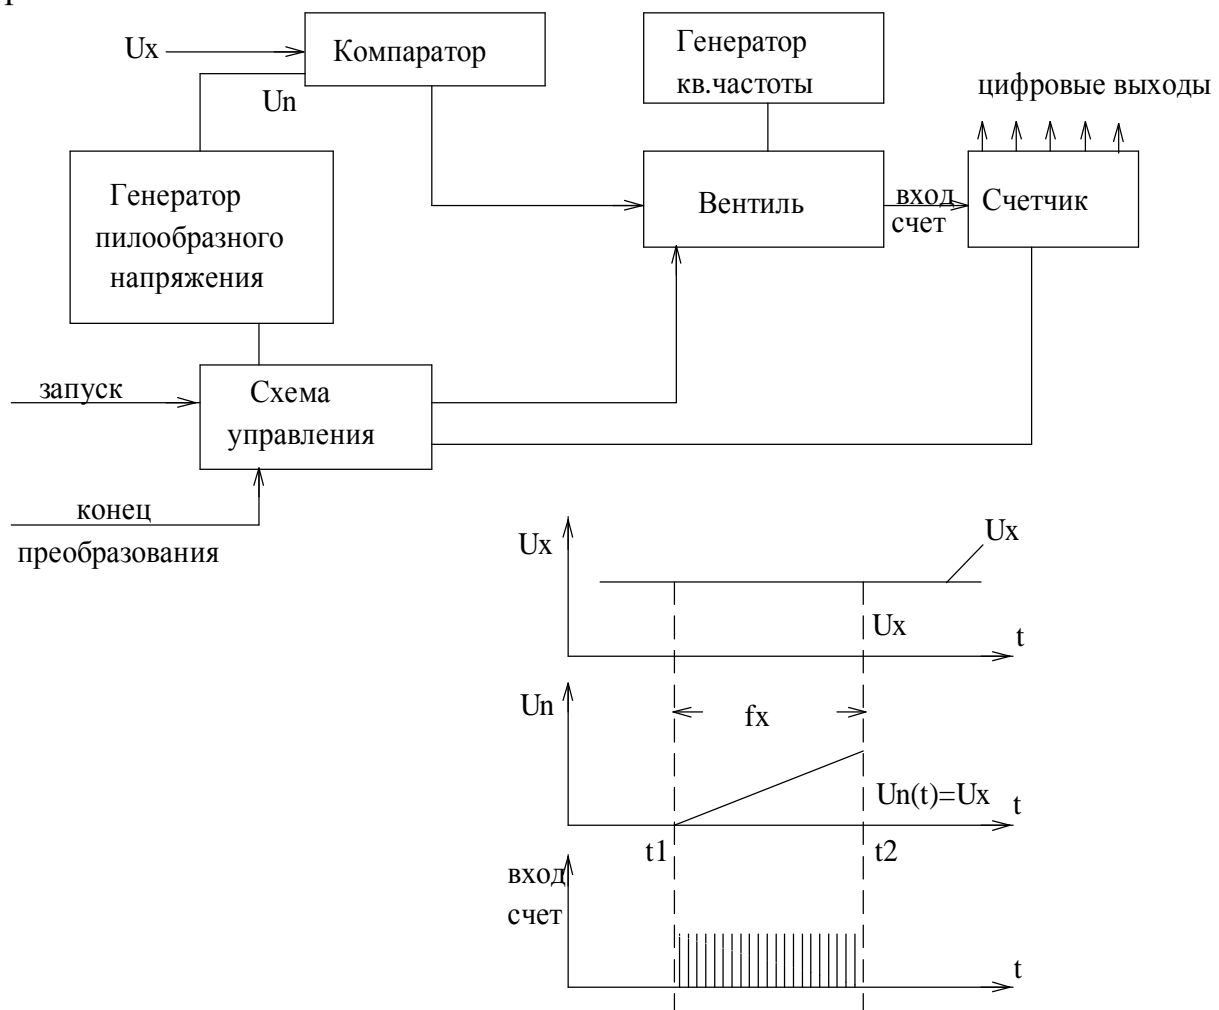 Ux
Компаратор
Un
Генератор
кв.частоты
цифровые выходы
Генератор
пилообразного
напряжения
Вентиль
вход
счет
Счетчик
запуск
Схема
управления
конец
преобразования
Ux
Ux
Ux
t
Un
fx
Un(t)=Ux
t
t1
t2
вход
счет
t